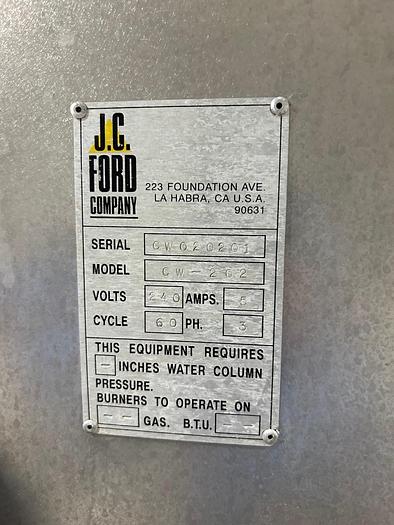 J.C.
FORD
COMPANY
223 FOUNDATION AVE.
LA HABRA, CA U.S.A.
90631
SERIAL CW020201
MODEL CW-262
VOLTS 240 AMPS. 5
CYCLE 60 PH. 3
THIS EQUIPMENT REQUIRES
- INCHES WATER COLUMN
PRESSURE.
BURNERS TO OPERATE ON
-- GAS. B.T.U. --